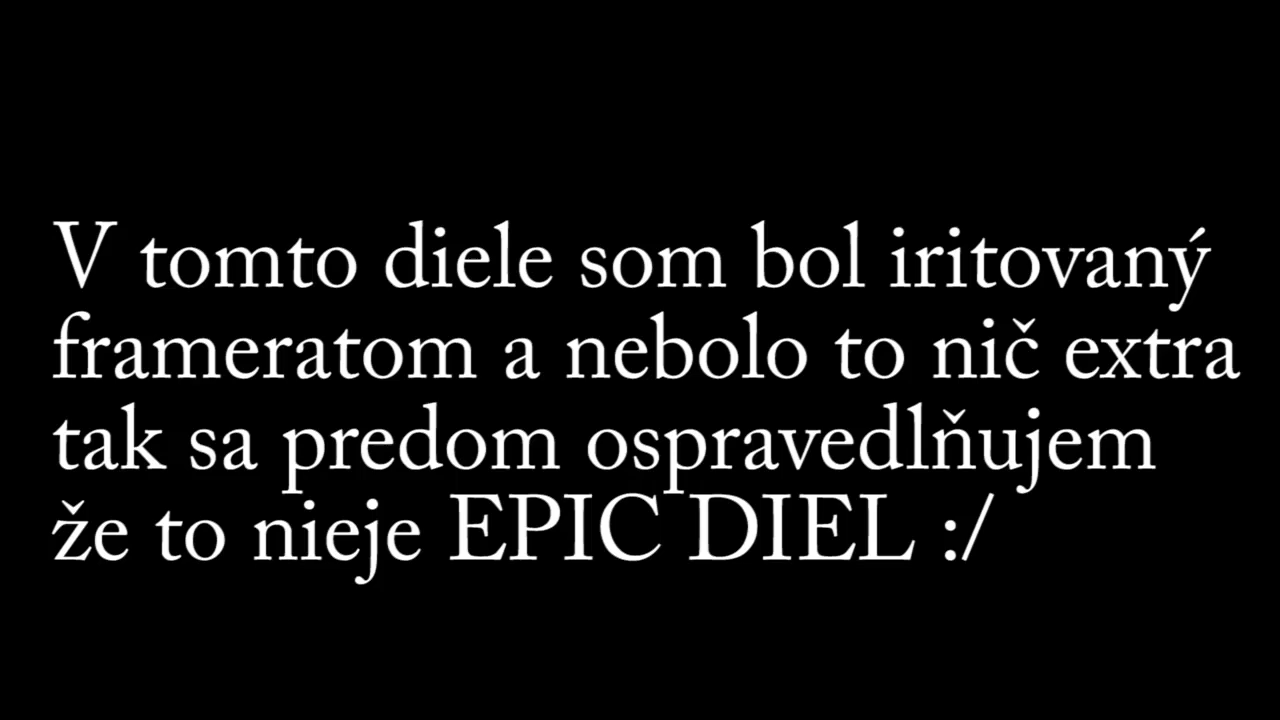 V tomto diele som bol iritovaný
frameratom a nebolo to nič extra
tak sa predom ospravedlňujem
že to nieje EPIC DIEL :/